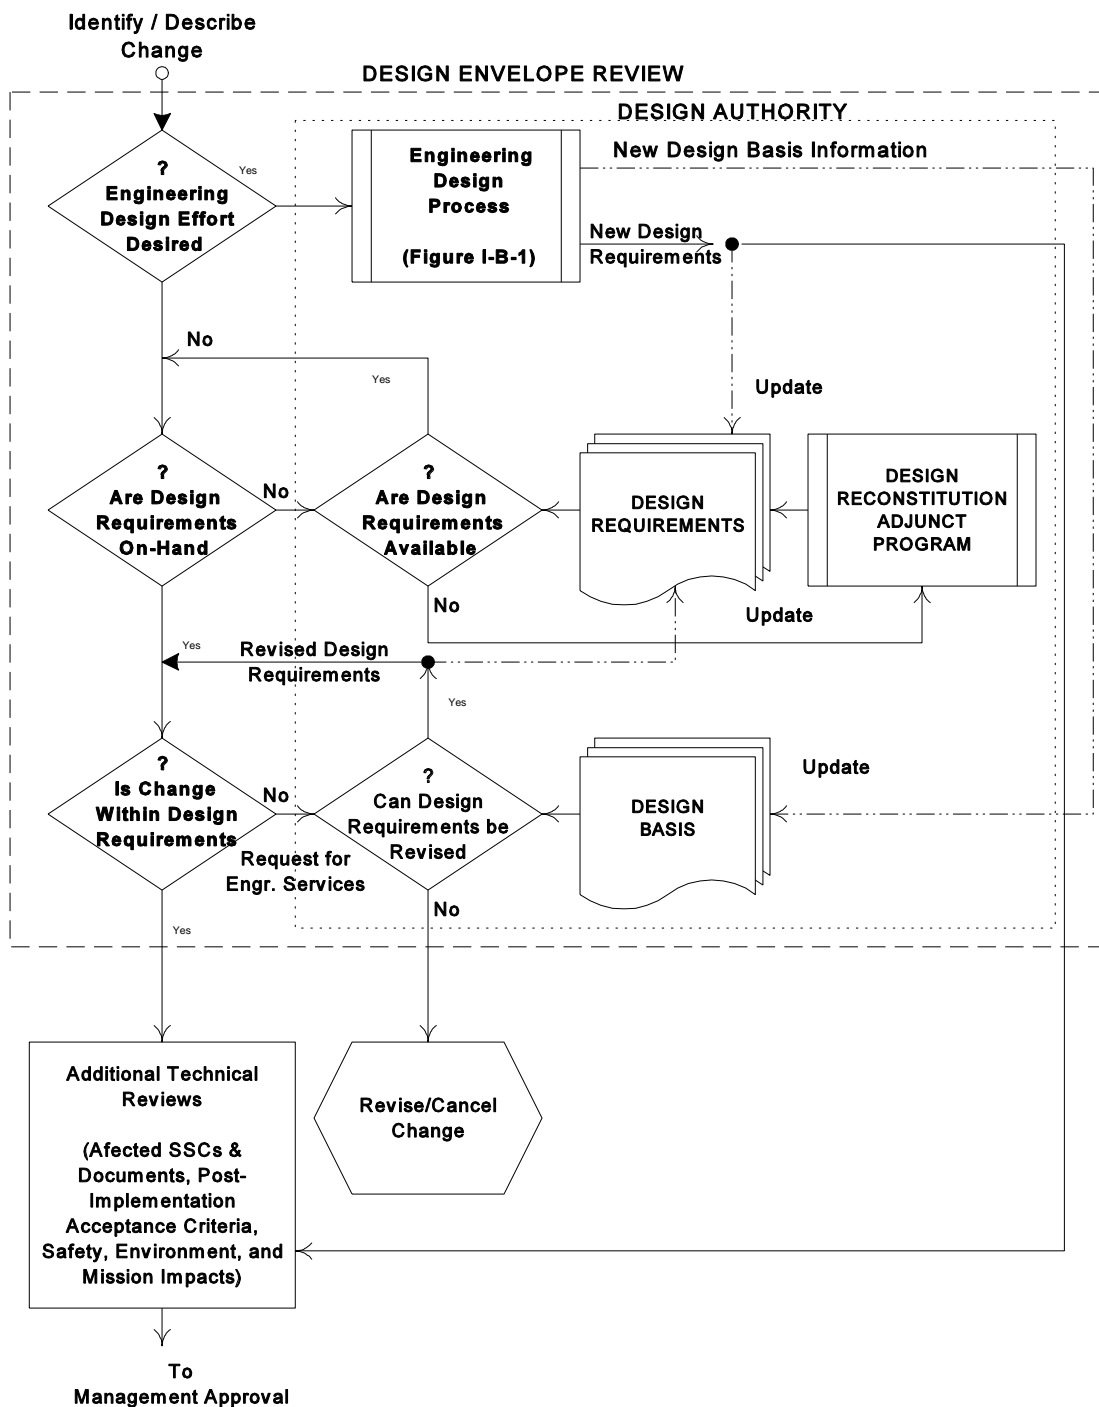 Identify / Describe
Change
DESIGN ENVELOPE REVIEW
DESIGN AUTHORITY
?
Engineering
Design Effort
Desired
Yes
Engineering
Design
Process
(Figure I-B-1)
New Design Basis Information
New Design
Requirements
No
Yes
Update
?
Are Design
Requirements
On-Hand
No
?
Are Design
Requirements
Available
DESIGN
REQUIREMENTS
DESIGN
RECONSTITUTION
ADJUNCT
PROGRAM
No
Update
Yes
Revised Design
Requirements
Yes
?
Is Change
Within Design
Requirements
No
Request for
Engr. Services
?
Can Design
Requirements be
Revised
DESIGN
BASIS
Update
Yes
No
Additional Technical
Reviews
(Afected SSCs &
Documents, Post-
Implementation
Acceptance Criteria,
Safety, Environment, and
Mission Impacts)
Revise/Cancel
Change
To
Management Approval